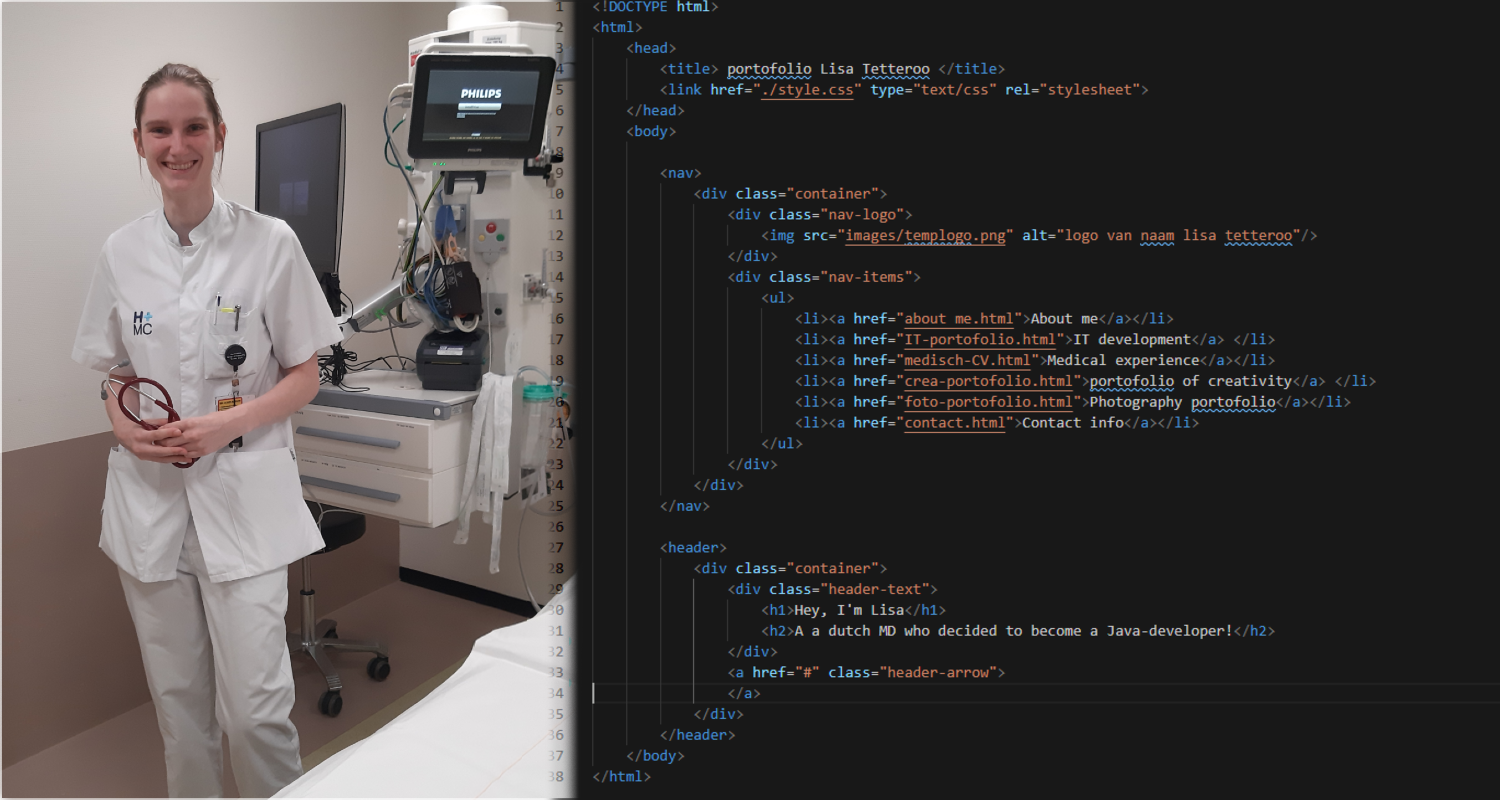 PHILIPS
PHILIPS
H+
MC
1 <!DOCTYPE html>
2 <html>
3 <head>
4 <title> portofolio Lisa Tetteroo </title>
5 <link href="./style.css" type="text/css" rel="stylesheet">
6 </head>
7 <body>
8
9 <nav>
10 <div class="container">
11 <div class="nav-logo">
12 <img src="images/templogo.png" alt="logo van naam lisa tetteroo"/>
13 </div>
14 <div class="nav-items">
15 <ul>
16 <li><a href="about me.html">About me</a></li>
17 <li><a href="IT-portofolio.html">IT development</a> </li>
18 <li><a href="medisch-CV.html">Medical experience</a></li>
19 <li><a href="crea-portofolio.html">portofolio of creativity</a> </li>
20 <li><a href="foto-portofolio.html">Photography portofolio</a></li>
21 <li><a href="contact.html">Contact info</a></li>
22 </ul>
23 </div>
24 </div>
25 </nav>
26
27 <header>
28 <div class="container">
29 <div class="header-text">
30 <h1>Hey, I'm Lisa</h1>
31 <h2>A a dutch MD who decided to become a Java-developer!</h2>
32 </div>
33 <a href="#" class="header-arrow">
34 </a>
35 </div>
36 </header>
37 </body>
38 </html>